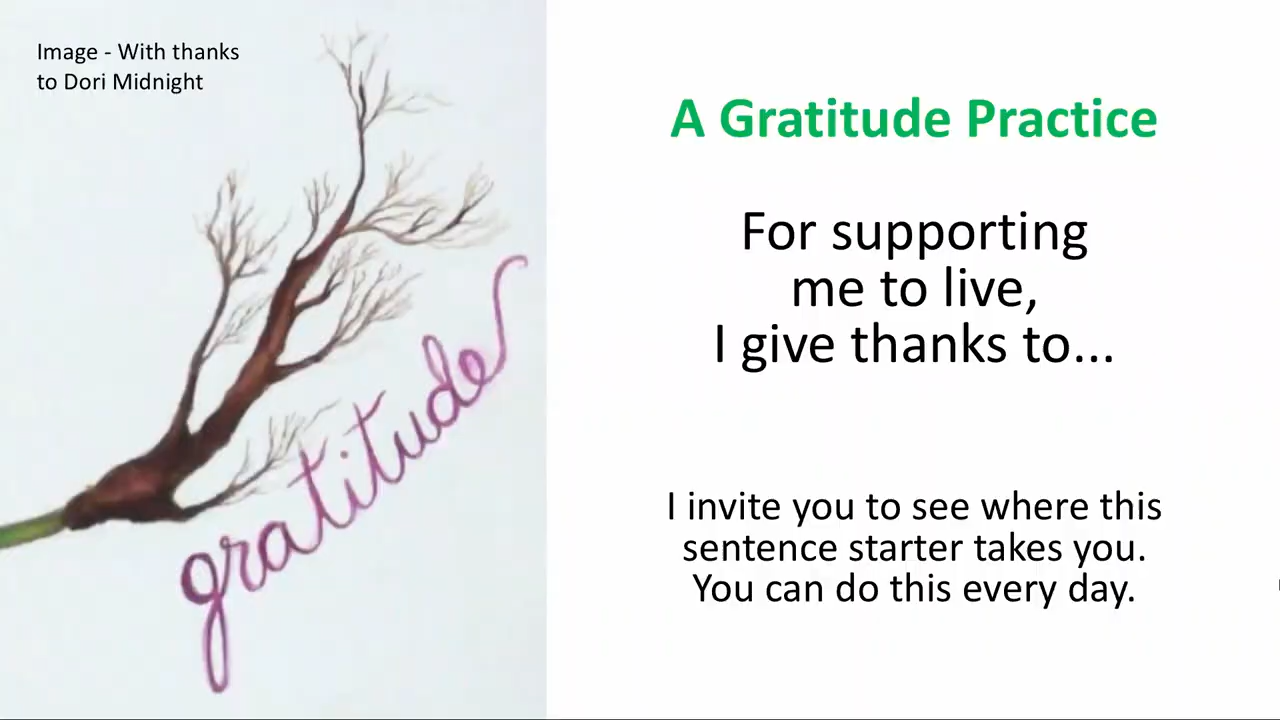 Image - With thanks
to Dori Midnight
gratitude
A Gratitude Practice
For supporting
me to live,
I give thanks to...
I invite you to see where this
sentence starter takes you.
You can do this every day.